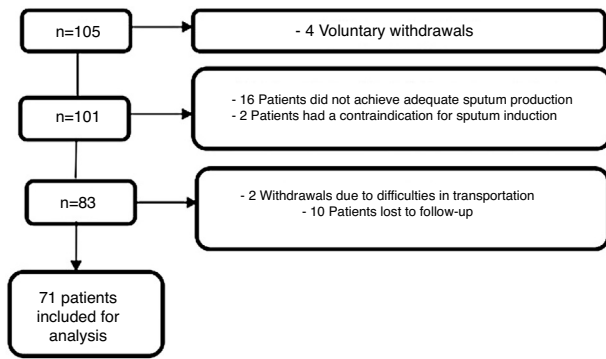 n=105
- 4 Voluntary withdrawals
n=101
- 16 Patients did not achieve adequate sputum production
- 2 Patients had a contraindication for sputum induction
n=83
- 2 Withdrawals due to difficulties in transportation
- 10 Patients lost to follow-up
71 patients
included for
analysis